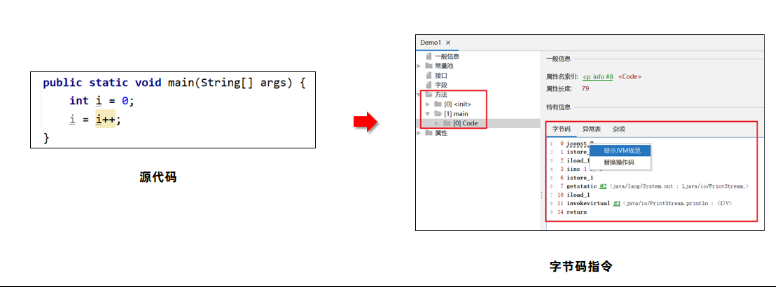 public static void main(String[] args) {
int i = 0;
i = i++;
}
源代码
Demo1 ×
一般信息
常量池
接口
字段
方法
[0] <init>
[1] main
[0] Code
属性
一般信息
属性名索引: cp_info #8 <Code>
属性长度: 79
特有信息
字节码 异常表 杂项
1 0 iconst_0
2 1 istore_
3 2 iload_1
4 3 iinc 1
5 6 istore_1
6 7 getstatic #2 <java/lang/System.out : Ljava/io/PrintStream;>
7 10 iload_1
8 11 invokevirtual #3 <java/io/PrintStream.println : (I)V>
9 14 return
显示JVM规范
替换操作码
字节码指令